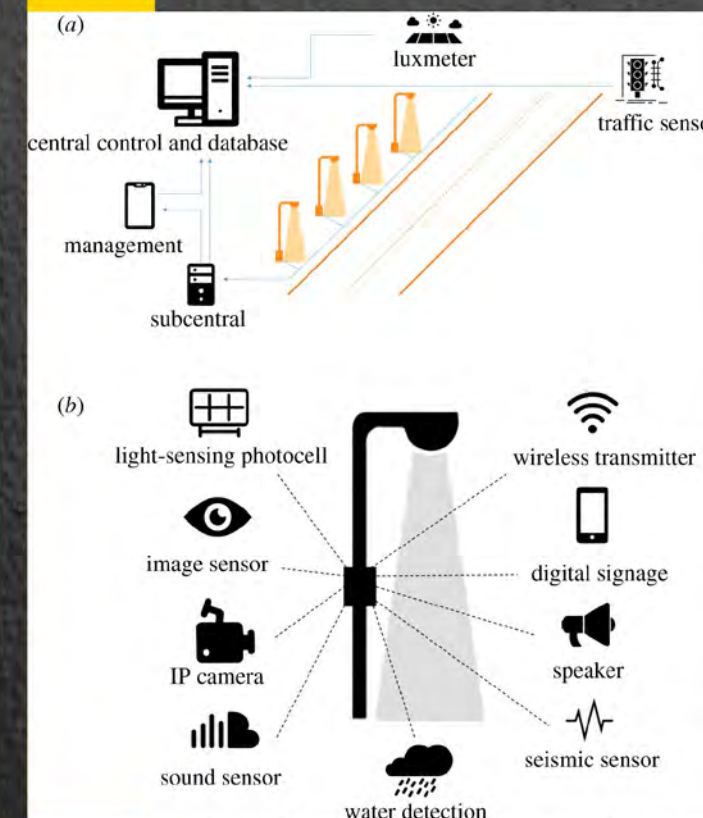 (a)
luxmeter
traffic senso
central control and database
management
subcentral
(b)
light-sensing photocell
wireless transmitter
image sensor
digital signage
IP camera
speaker
sound sensor
seismic sensor
water detection